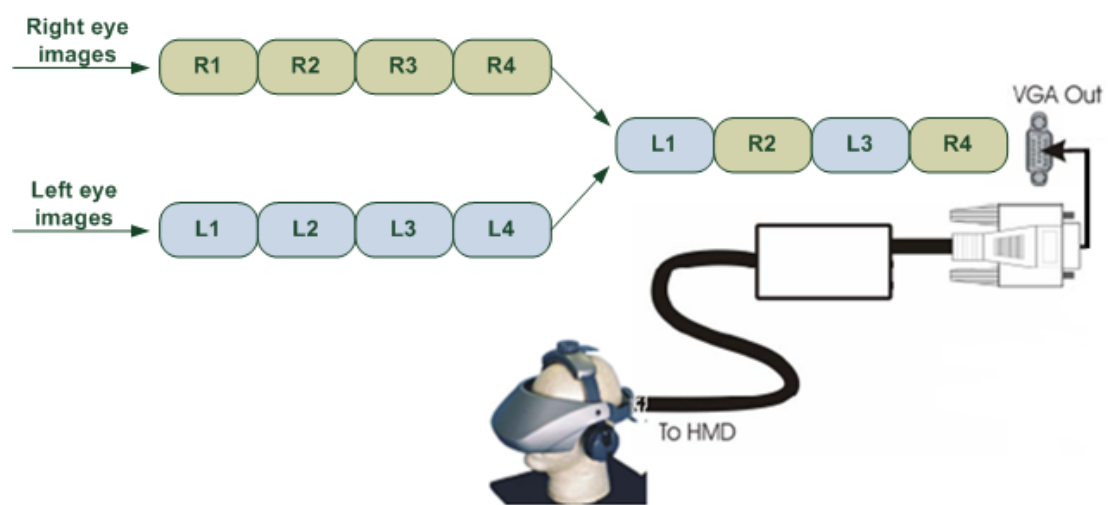 Right eye
images
R1 R2 R3 R4
VGA Out
L1 R2 L3 R4
Left eye
images
L1 L2 L3 L4
To HMD